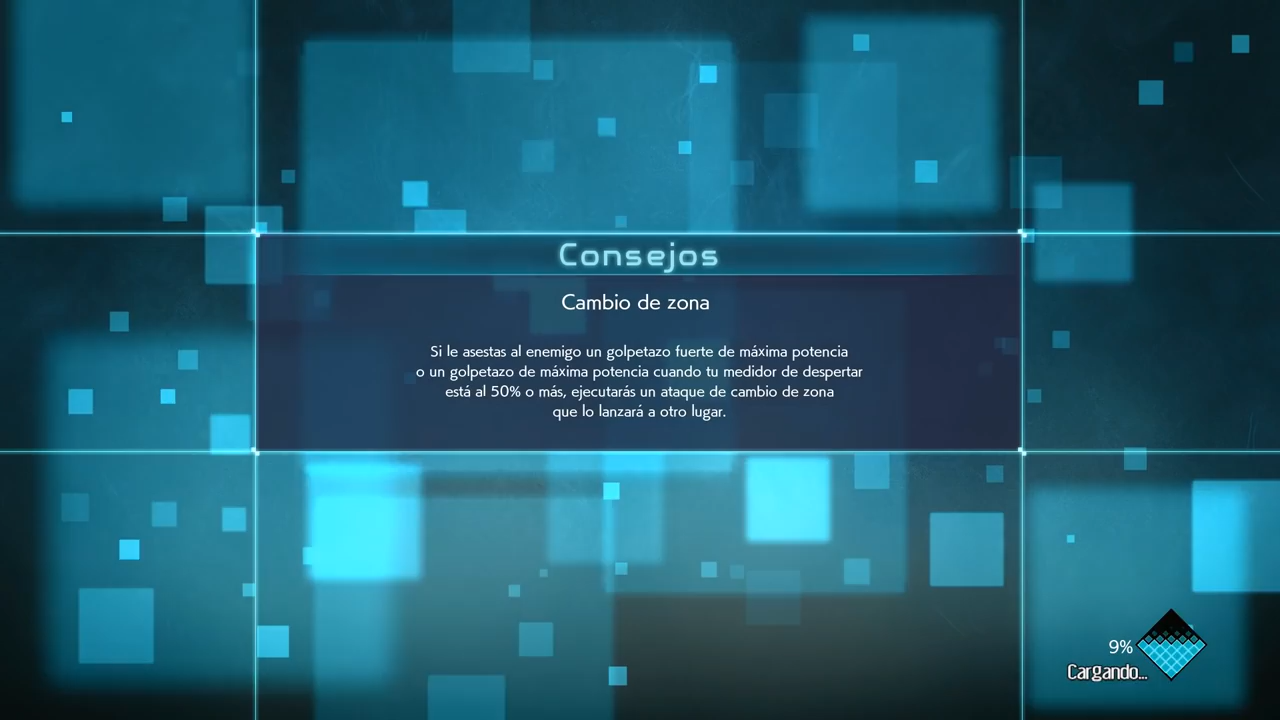 Consejos
Cambio de zona
Si le asestas al enemigo un golpetazo fuerte de máxima potencia
o un golpetazo de máxima potencia cuando tu medidor de despertar
está al 50% o más, ejecutarás un ataque de cambio de zona
que lo lanzará a otro lugar.
9%
Cargando...